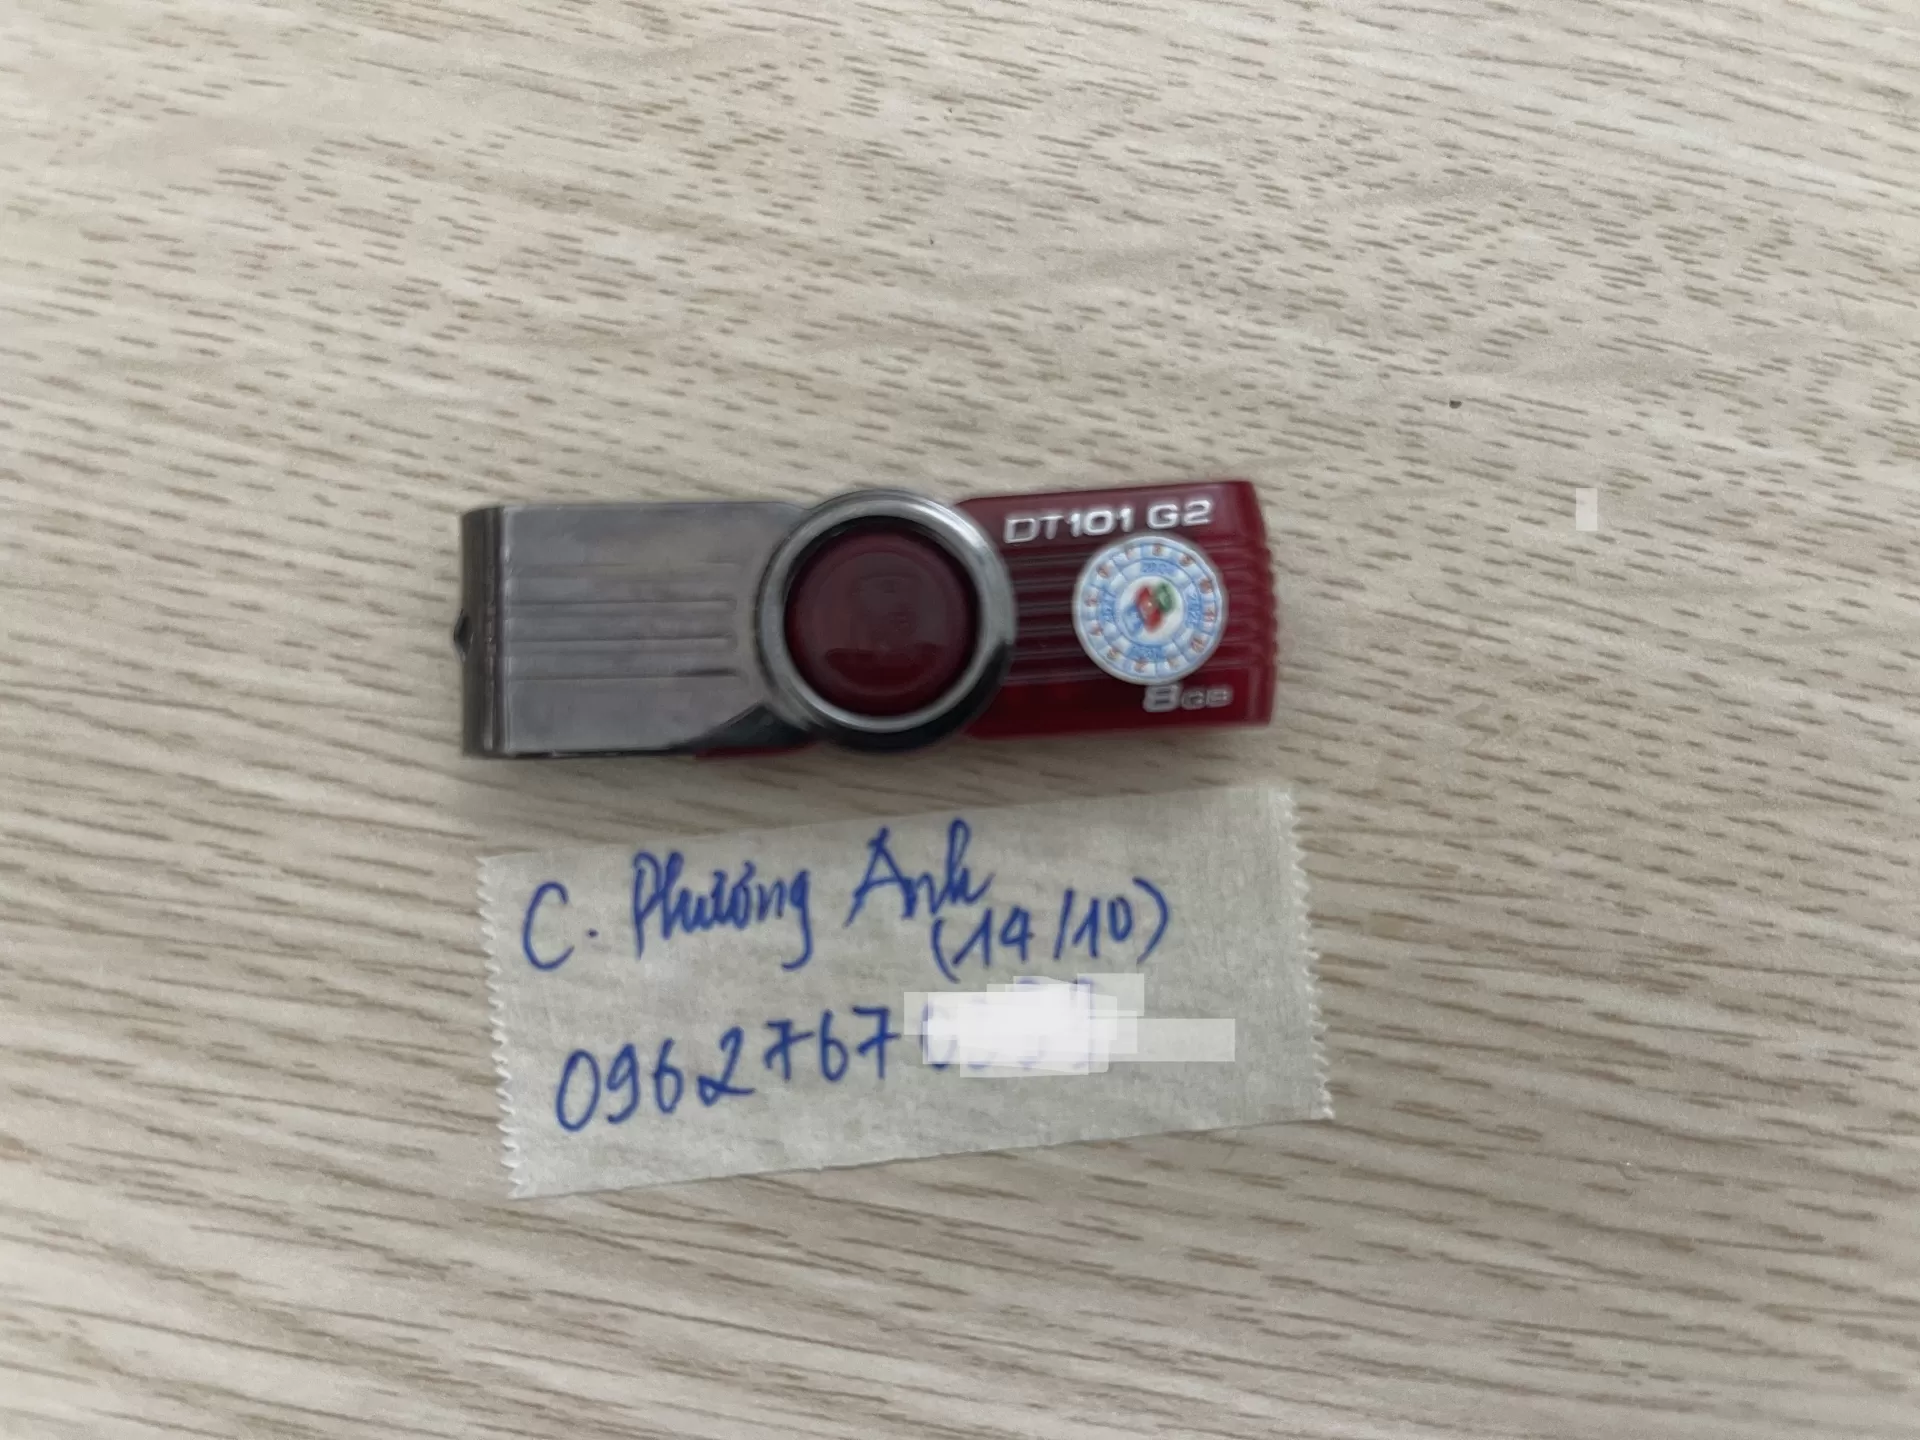 DT101 G2
8GB
C. Phương Anh
(14/10)
0962767